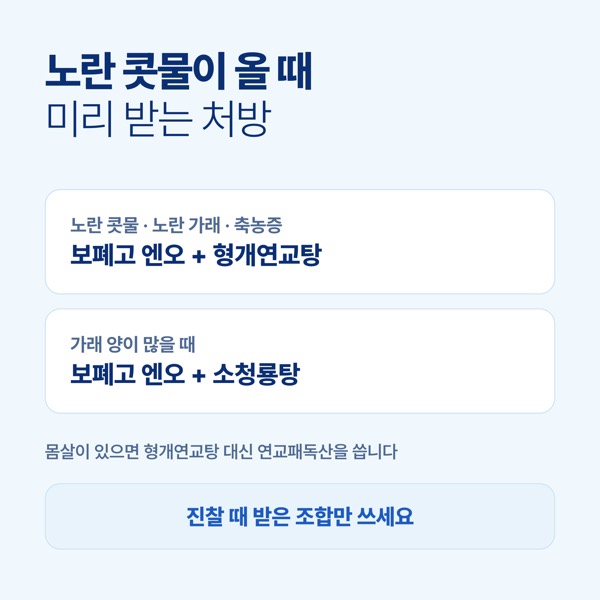 노란 콧물이 올 때
미리 받는 처방
노란 콧물 · 노란 가래 · 축농증
보폐고 엔오 + 형개연교탕
가래 양이 많을 때
보폐고 엔오 + 소청룡탕
몸살이 있으면 형개연교탕 대신 연교패독산을 씁니다
진찰 때 받은 조합만 쓰세요